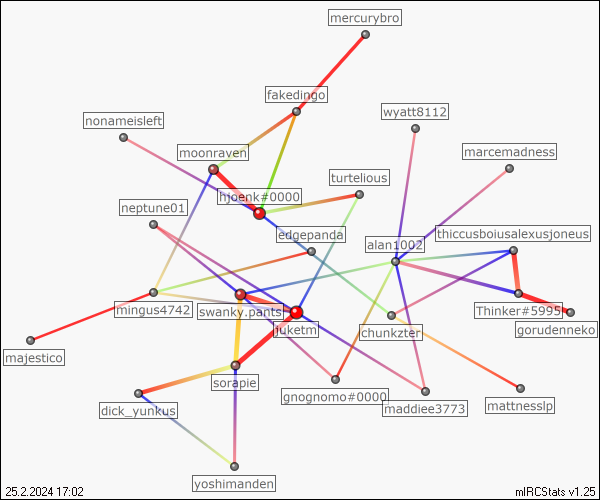 mercurybro
fakedingo
wyatt8112
nonameisleft
moonraven
marcemadness
turtelious
hjoenk#0000
neptune01
thiccusboiusalexusjoneus
edgepanda
alan1002
mingus4742
swanky.pants
Thinker#5995
juketm
chunkzter
gorudenneko
majestico
sorapie
gnognomo#0000
maddiee3773
mattnesslp
dick_yunkus
yoshimanden
25.2.2024 17:02
mIRCStats v1.25